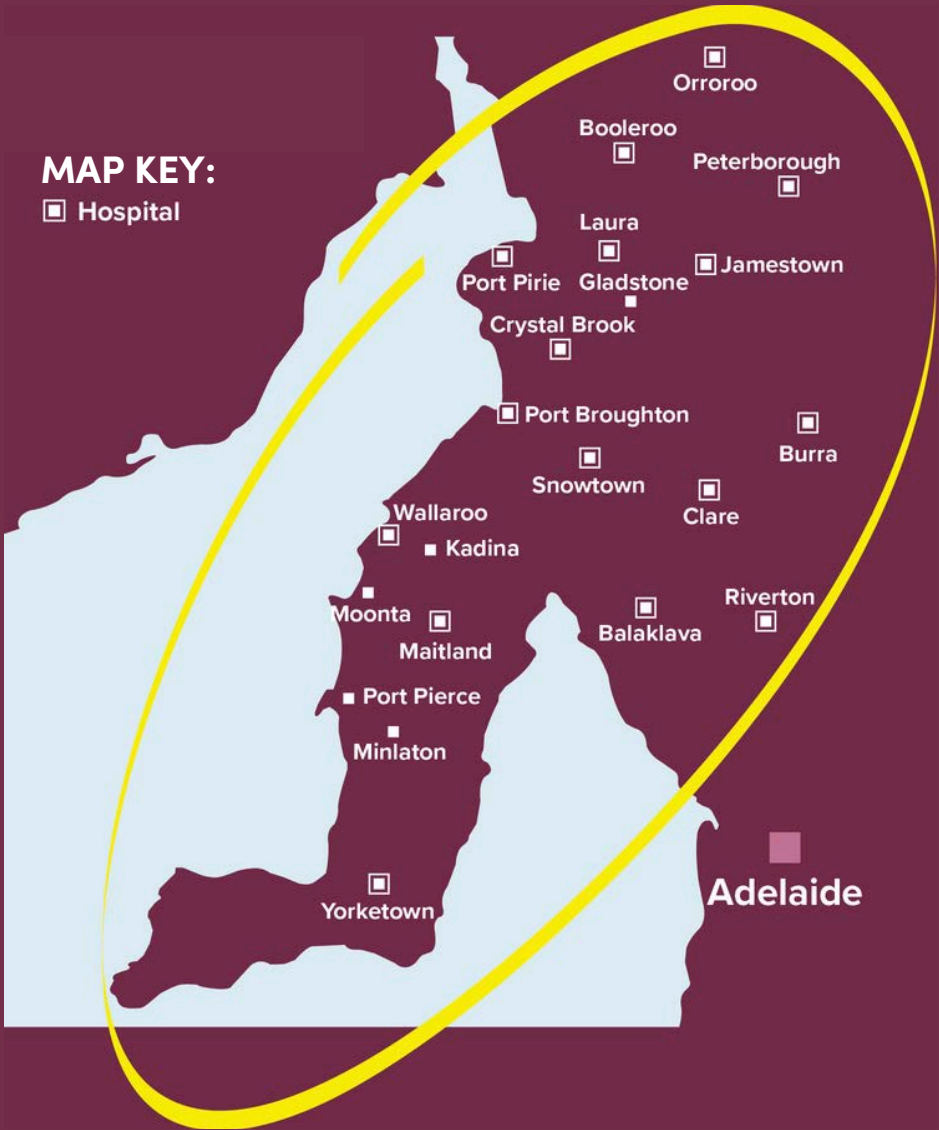 Orroroo
Booleroo
Peterborough
MAP KEY:
Hospital
Laura
Jamestown
Port Pirie
Gladstone
Crystal Brook
Port Broughton
Burra
Snowtown
Clare
Wallaroo
Kadina
Riverton
Moonta
Balaklava
Maitland
Port Pierce
Minlaton
Adelaide
Yorketown